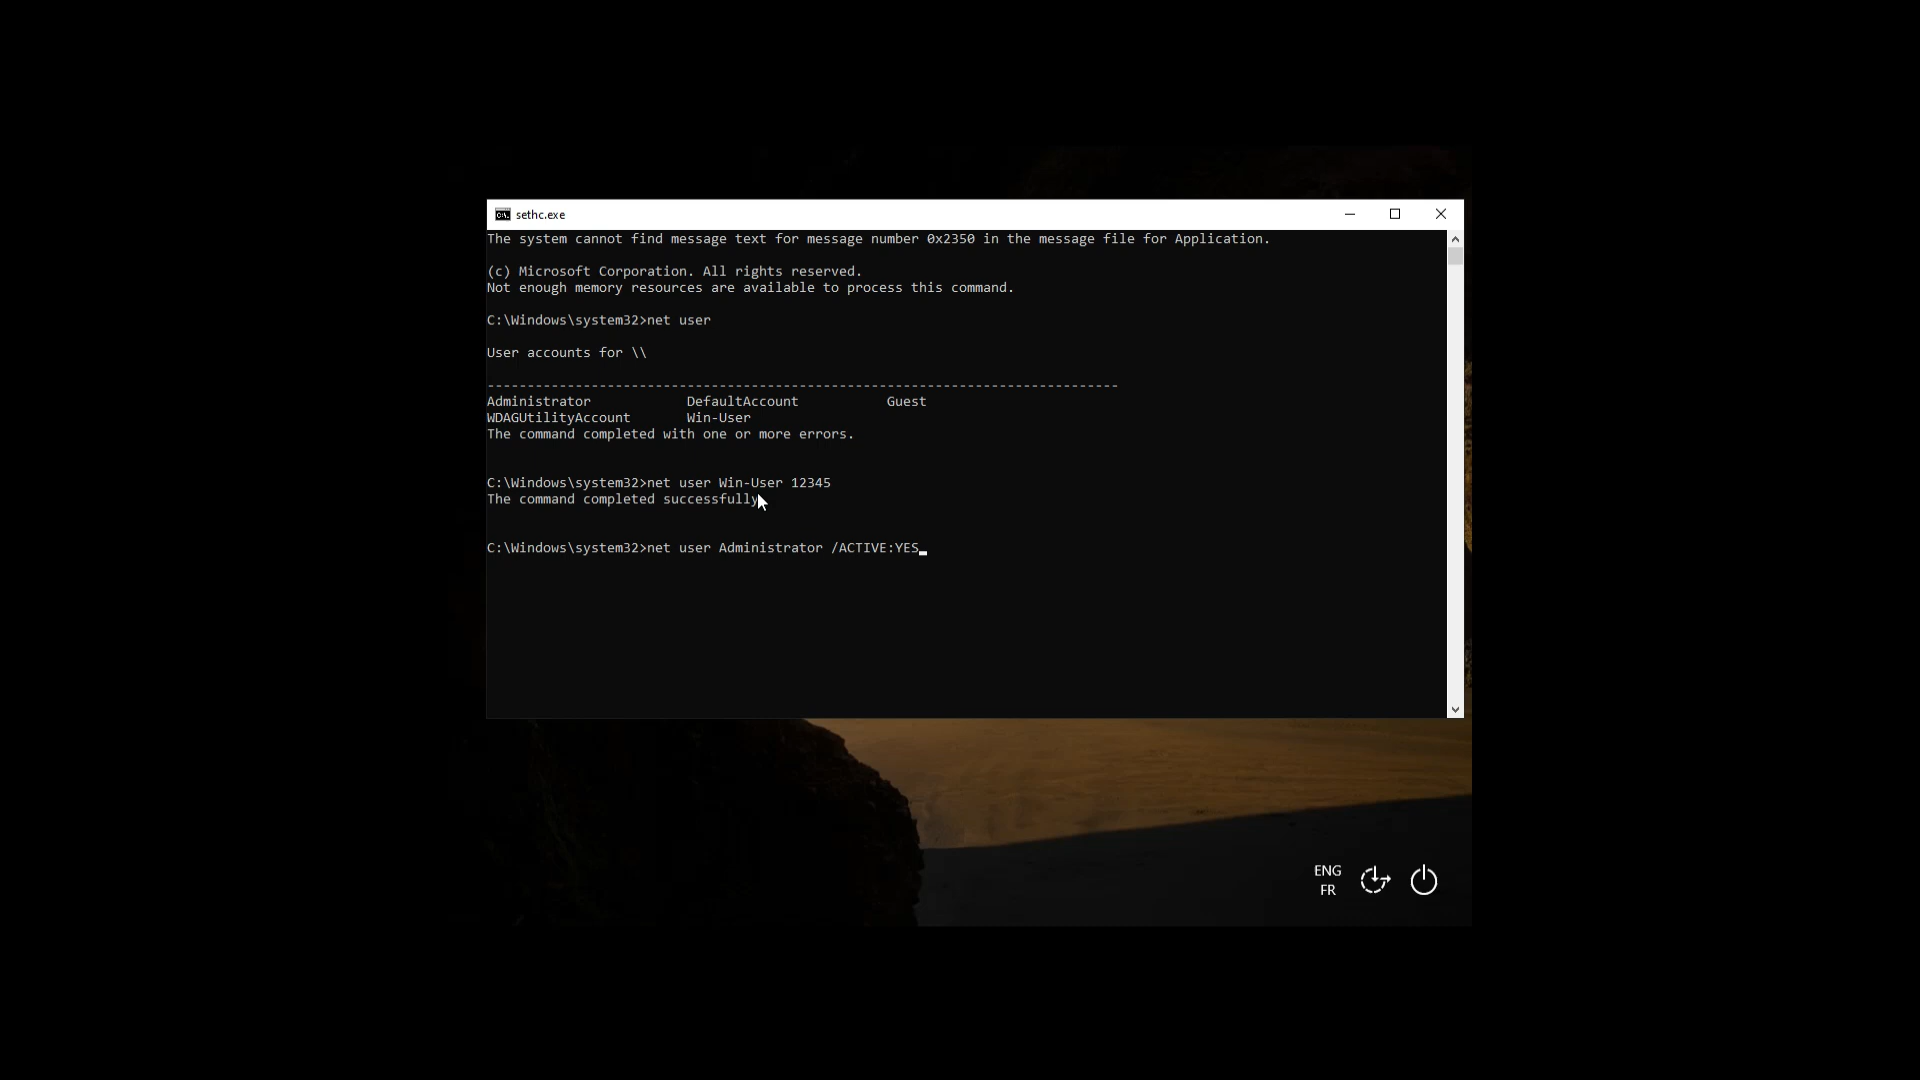 sethc.exe
The system cannot find message text for message number 0x2350 in the message file for Application.
(c) Microsoft Corporation. All rights reserved.
Not enough memory resources are available to process this command.
C:\Windows\system32>net user
User accounts for \\
-------------------------------------------------------------------------------
Administrator            DefaultAccount           Guest
WDAGUtilityAccount       Win-User
The command completed with one or more errors.
C:\Windows\system32>net user Win-User 12345
The command completed successfully
C:\Windows\system32>net user Administrator /ACTIVE:YES
ENG
FR